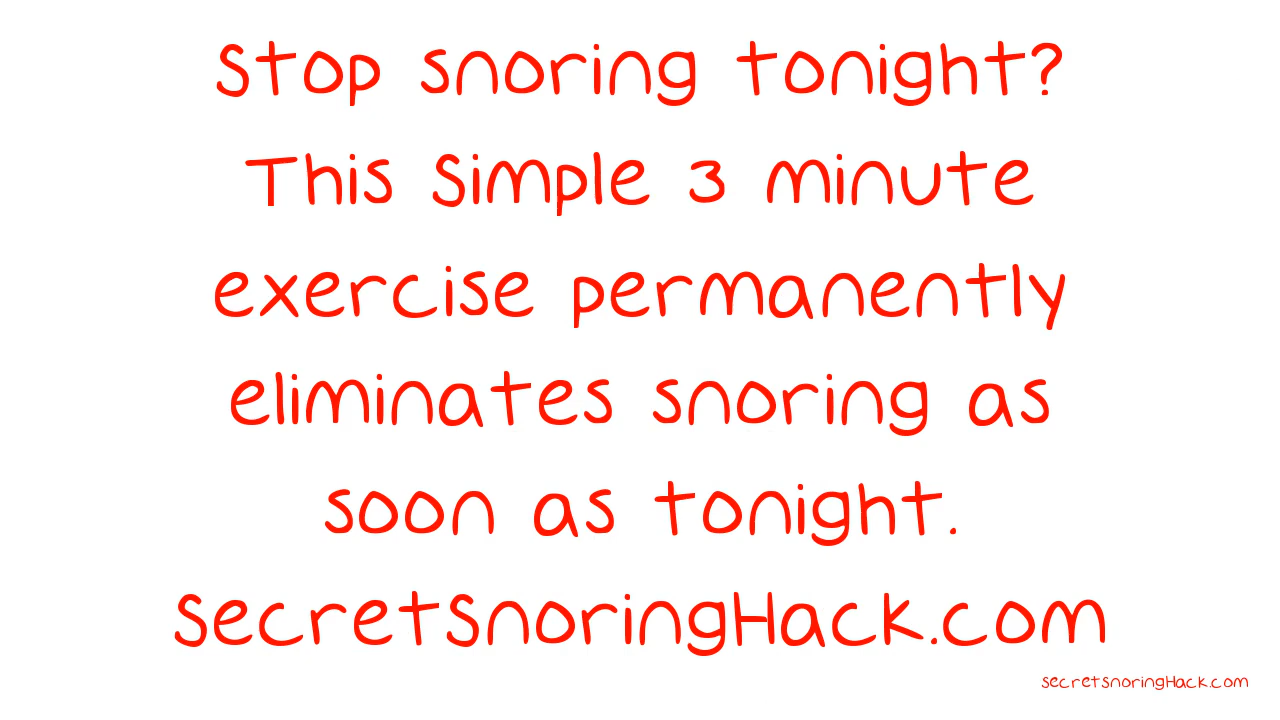 Stop snoring tonight?
This Simple 3 minute
exercise permanently
eliminates snoring as
soon as tonight.
SecretSnoringHack.com
secretsnoringHack.com